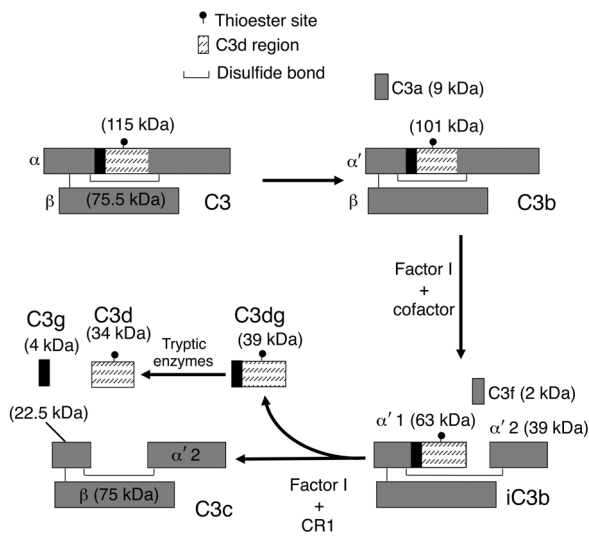 Thioester site
C3d region
Disulfide bond
C3a (9 kDa)
(115 kDa)
(101 kDa)
α
α′
β
(75.5 kDa)
C3
β
C3b
Factor I
+
cofactor
C3g
(4 kDa)
C3d
(34 kDa)
Tryptic
enzymes
C3dg
(39 kDa)
C3f (2 kDa)
(22.5 kDa)
α′ 1 (63 kDa)
α′ 2 (39 kDa)
α′ 2
β (75 kDa)
C3c
Factor I
+
CR1
iC3b